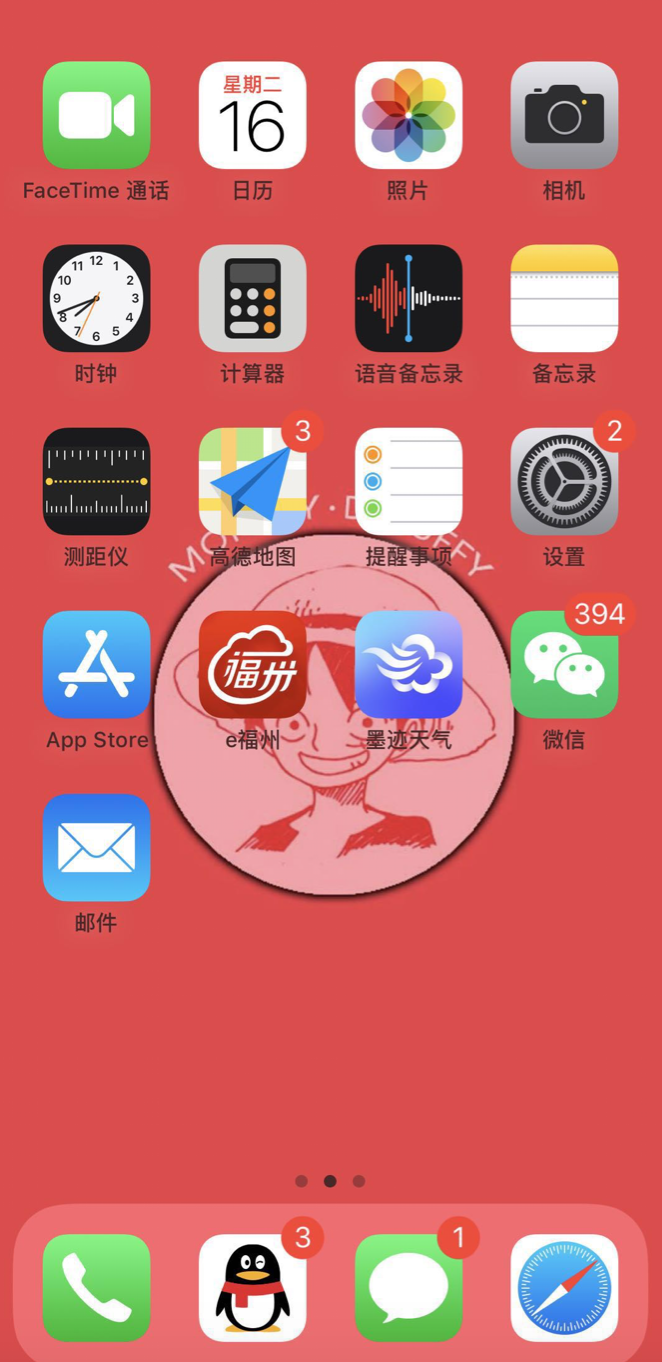 星期二
16
FaceTime 通话
日历
照片
相机
12
11
1
10
2
9
3
8
4
7
5
6
时钟
计算器
语音备忘录
备忘录
3
2
测距仪
高德地图
提醒事项
设置
394
福州
App Store
e福州
墨迹天气
微信
邮件
3
1